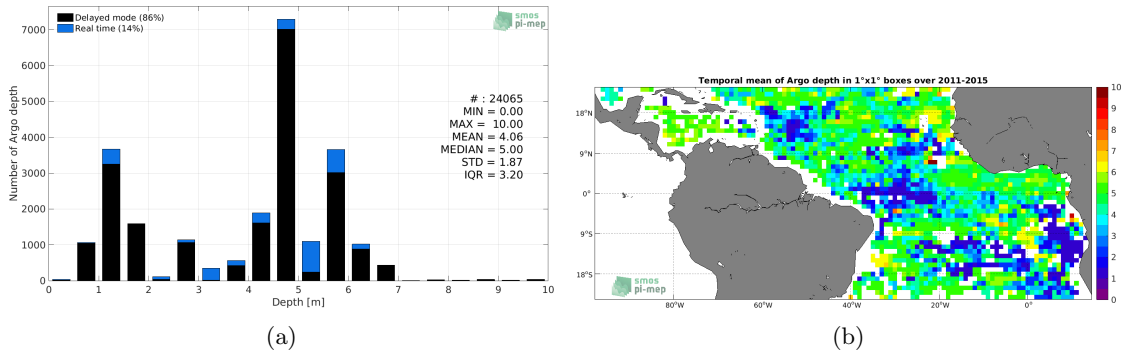 Delayed mode (86%)
Real time (14%)
smos
pi-mep
7000
6000
5000
4000
3000
2000
1000
0
Number of Argo depth
# : 24065
MIN = 0.00
MAX = 10.00
MEAN = 4.06
MEDIAN = 5.00
STD = 1.87
IQR = 3.20
0 1 2 3 4 5 6 7 8 9 10
Depth [m]
(a)
Temporal mean of Argo depth in 1°x1° boxes over 2011-2015
18°N
9°N
0°
9°S
18°S
80°W 60°W 40°W 20°W 0°
smos
pi-mep
10
9
8
7
6
5
4
3
2
1
0
(b)